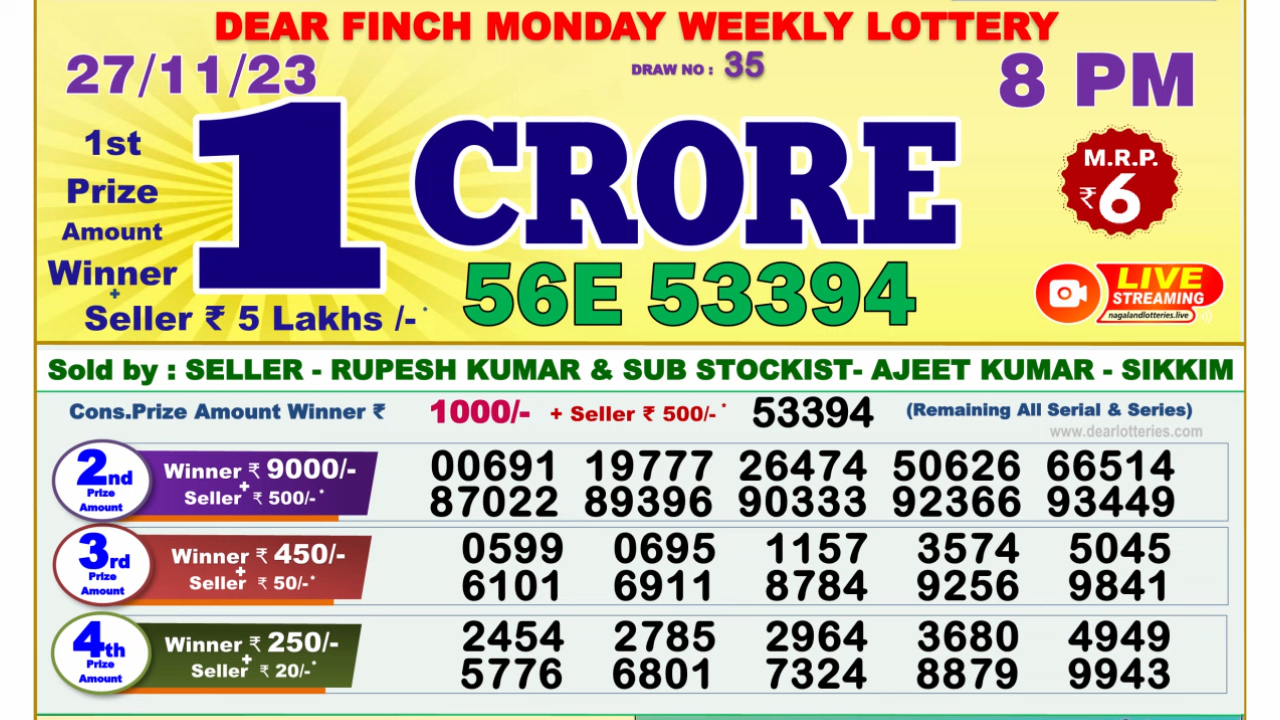 DEAR FINCH MONDAY WEEKLY LOTTERY
27/11/23
DRAW NO : 35
8 PM
1st
Prize
Amount
Winner
+
Seller ₹ 5 Lakhs /-*
1 CRORE
56E 53394
M.R.P.
₹6
LIVE
STREAMING
nagalandlotteries.live
Sold by : SELLER - RUPESH KUMAR & SUB STOCKIST- AJEET KUMAR - SIKKIM
Cons.Prize Amount Winner ₹ 1000/- + Seller ₹ 500/-* 53394 (Remaining All Serial & Series)
www.dearlotteries.com
2nd
Prize
Amount
Winner ₹ 9000/-
+
Seller ₹ 500/-*
00691 19777 26474 50626 66514
87022 89396 90333 92366 93449
3rd
Prize
Amount
Winner ₹ 450/-
+
Seller ₹ 50/-*
0599 0695 1157 3574 5045
6101 6911 8784 9256 9841
4th
Prize
Amount
Winner ₹ 250/-
+
Seller ₹ 20/-*
2454 2785 2964 3680 4949
5776 6801 7324 8879 9943